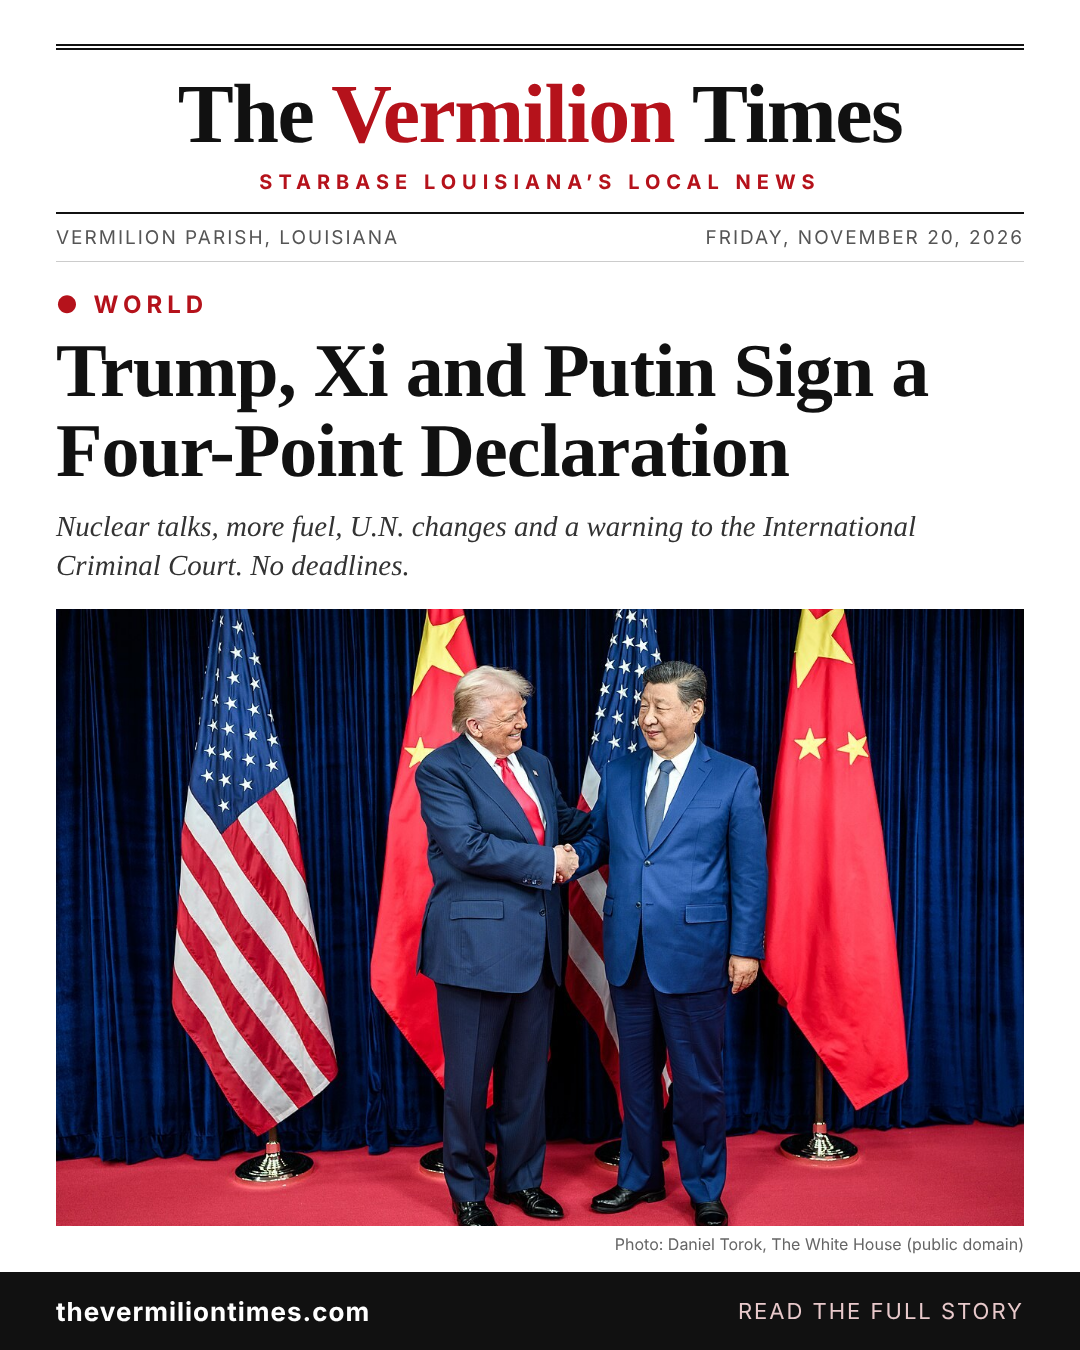 The Vermilion Times
STARBASE LOUISIANA’S LOCAL NEWS
VERMILION PARISH, LOUISIANA
FRIDAY, NOVEMBER 20, 2026
WORLD
Trump, Xi and Putin Sign a
Four-Point Declaration
Nuclear talks, more fuel, U.N. changes and a warning to the International
Criminal Court. No deadlines.
Photo: Daniel Torok, The White House (public domain)
thevermiliontimes.com
READ THE FULL STORY